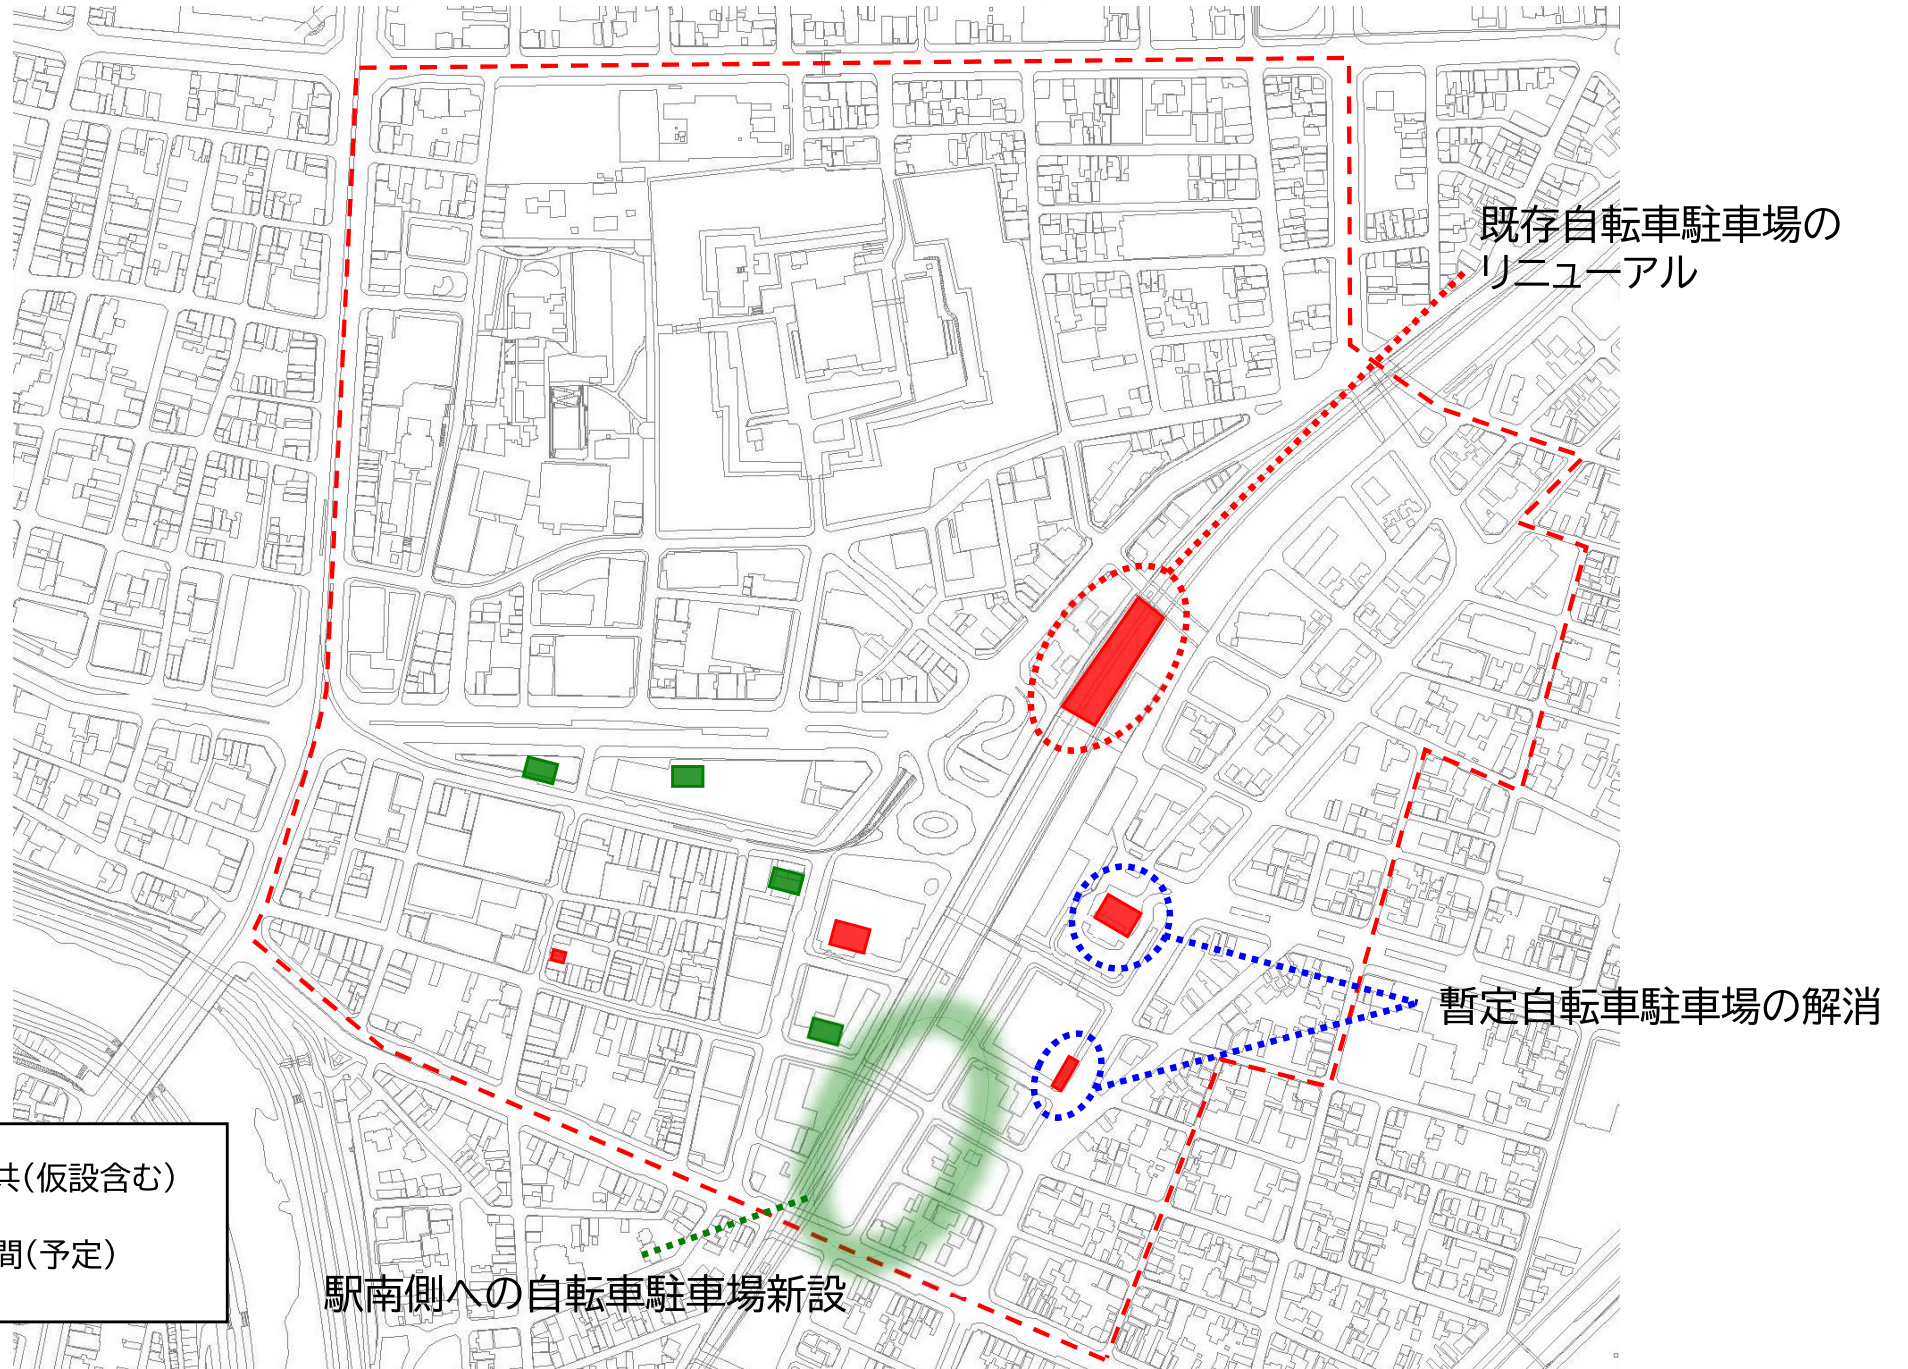 既存自転車駐車場の
リニューアル
暫定自転車駐車場の解消
共(仮設含む)
間(予定)
駅南側への自転車駐車場新設